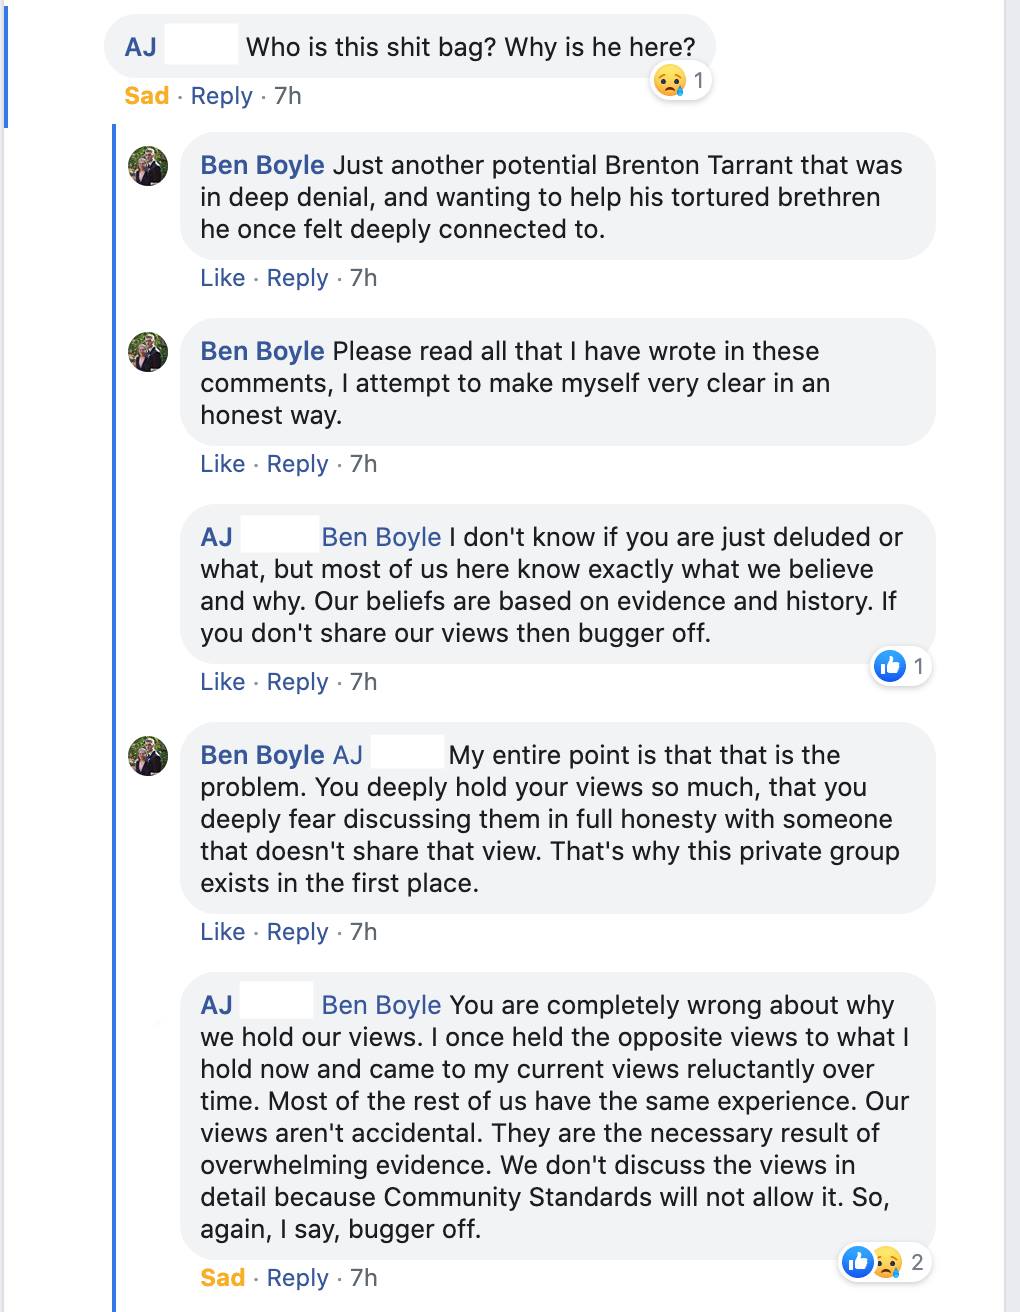 AJ Who is this shit bag? Why is he here?
1
Sad · Reply · 7h
Ben Boyle Just another potential Brenton Tarrant that was
in deep denial, and wanting to help his tortured brethren
he once felt deeply connected to.
Like · Reply · 7h
Ben Boyle Please read all that I have wrote in these
comments, I attempt to make myself very clear in an
honest way.
Like · Reply · 7h
AJ Ben Boyle I don't know if you are just deluded or
what, but most of us here know exactly what we believe
and why. Our beliefs are based on evidence and history. If
you don't share our views then bugger off.
1
Like · Reply · 7h
Ben Boyle AJ My entire point is that that is the
problem. You deeply hold your views so much, that you
deeply fear discussing them in full honesty with someone
that doesn't share that view. That's why this private group
exists in the first place.
Like · Reply · 7h
AJ Ben Boyle You are completely wrong about why
we hold our views. I once held the opposite views to what I
hold now and came to my current views reluctantly over
time. Most of the rest of us have the same experience. Our
views aren't accidental. They are the necessary result of
overwhelming evidence. We don't discuss the views in
detail because Community Standards will not allow it. So,
again, I say, bugger off.
2
Sad · Reply · 7h